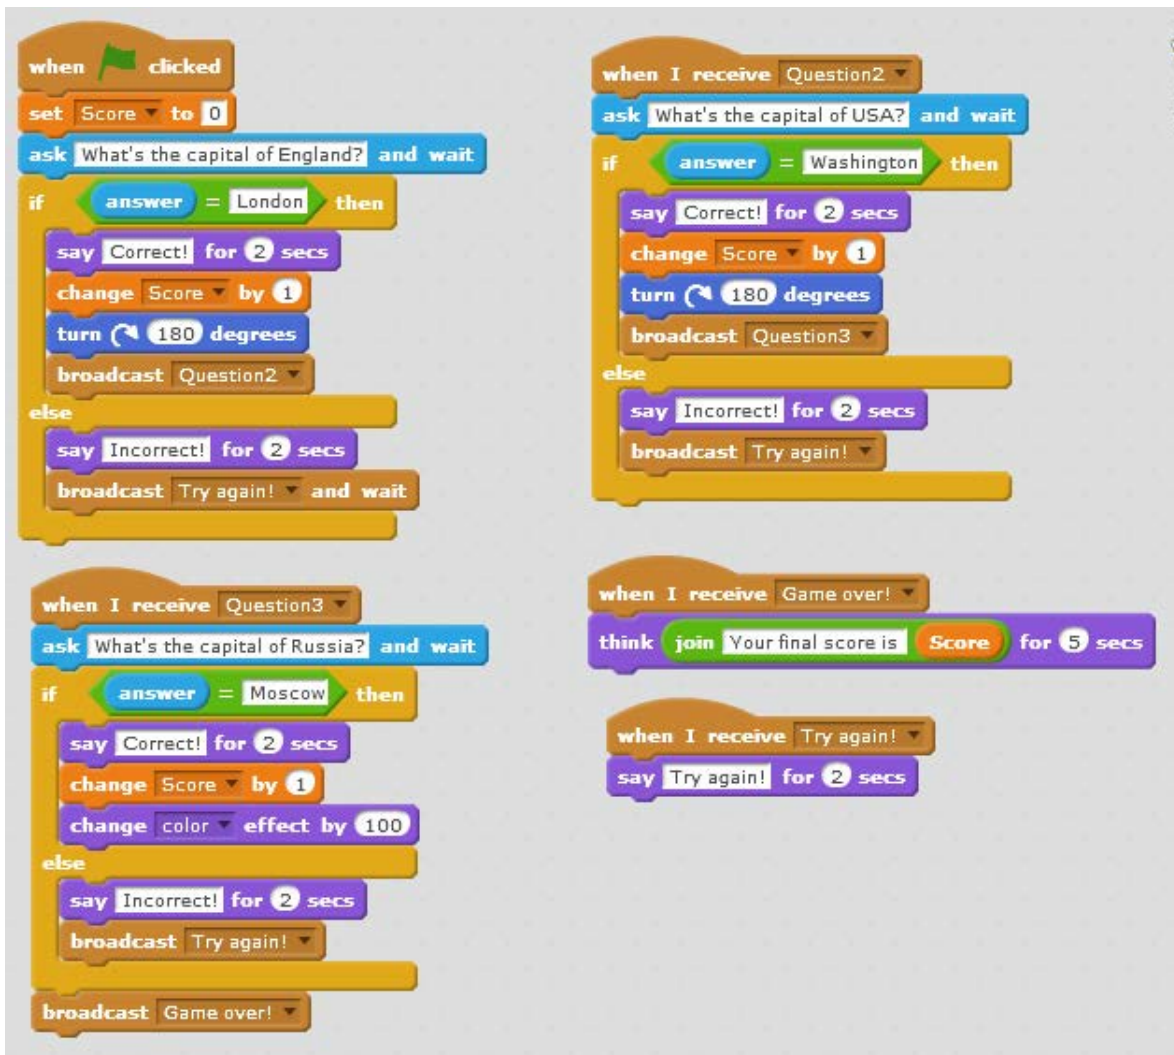 when clicked
set Score to 0
ask What's the capital of England? and wait
if answer = London then
say Correct! for 2 secs
change Score by 1
turn 180 degrees
broadcast Question2
else
say Incorrect! for 2 secs
broadcast Try again! and wait
when I receive Question2
ask What's the capital of USA? and wait
if answer = Washington then
say Correct! for 2 secs
change Score by 1
turn 180 degrees
broadcast Question3
else
say Incorrect! for 2 secs
broadcast Try again!
when I receive Question3
ask What's the capital of Russia? and wait
if answer = Moscow then
say Correct! for 2 secs
change Score by 1
change color effect by 100
else
say Incorrect! for 2 secs
broadcast Try again!
broadcast Game over!
when I receive Game over!
think join Your final score is Score for 5 secs
when I receive Try again!
say Try again! for 2 secs